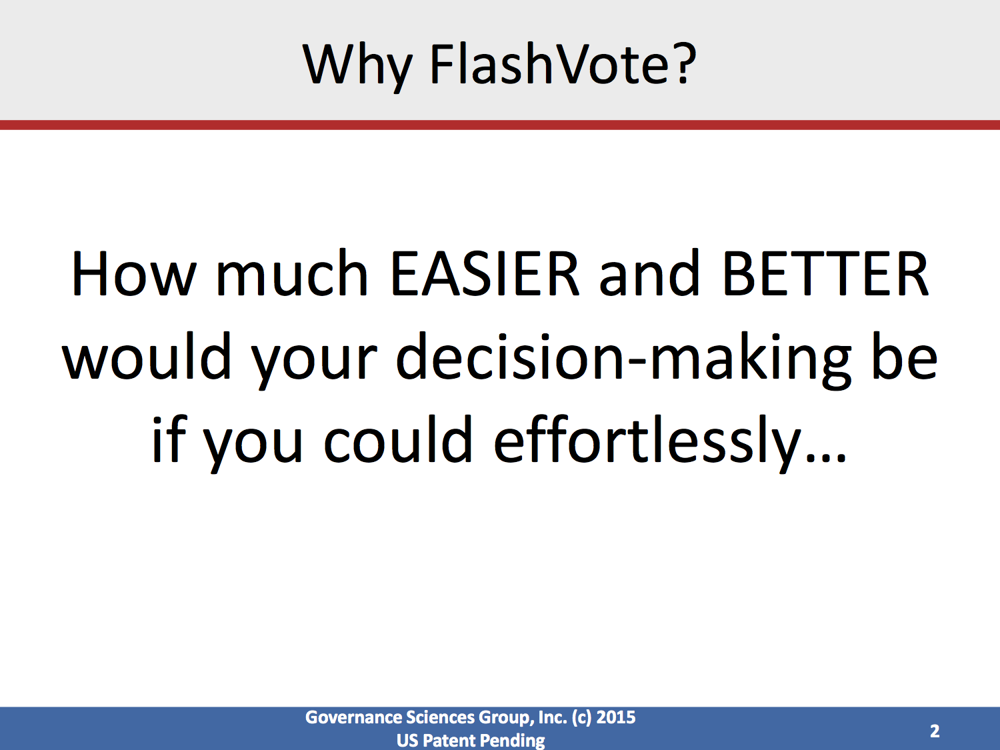 Why FlashVote?
How much EASIER and BETTER
would your decision-making be
if you could effortlessly...
Governance Sciences Group, Inc. (c) 2015
US Patent Pending
2